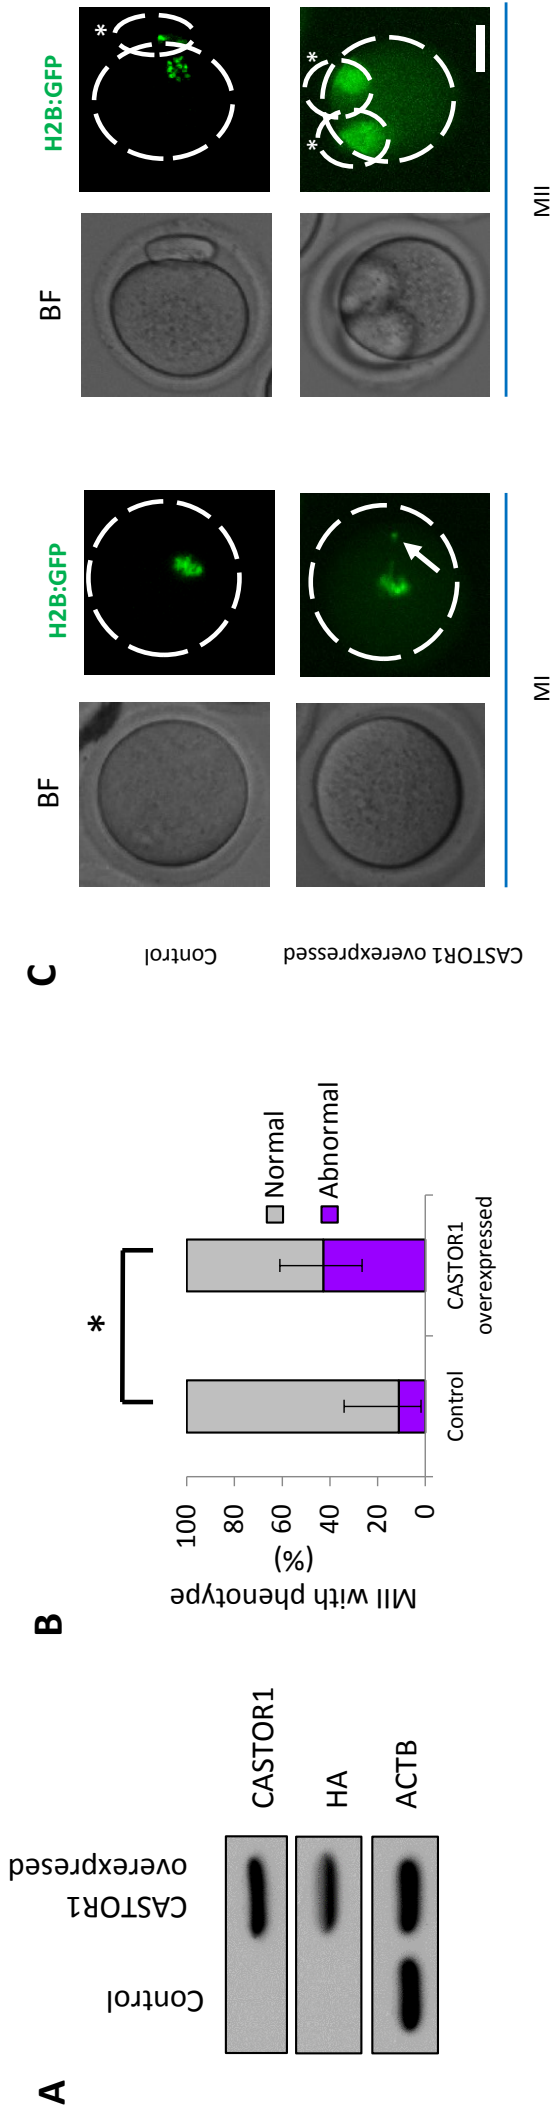 A
Control
CASTOR1
overexpresed
CASTOR1
HA
ACTB
B
*
MII with phenotype
(%)
100
80
60
40
20
0
Normal
Abnormal
Control
CASTOR1
overexpressed
C
BF
H2B:GFP
BF
H2B:GFP
Control
*
CASTOR1 overexpressed
*
*
MI
MII